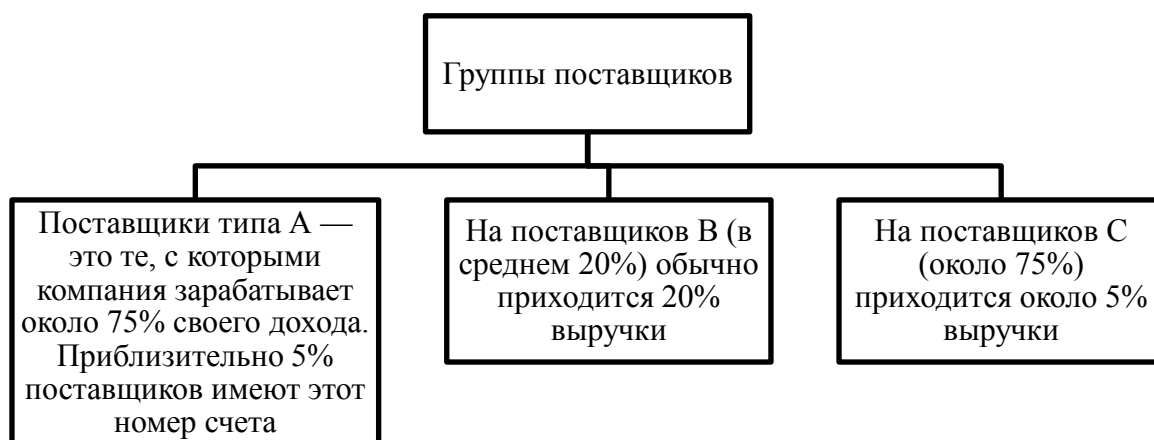 Группы поставщиков
Поставщики типа А —
это те, с которыми
компания зарабатывает
около 75% своего дохода.
Приблизительно 5%
поставщиков имеют этот
номер счета
На поставщиков В (в
среднем 20%) обычно
приходится 20%
выручки
На поставщиков С
(около 75%)
приходится около 5%
выручки